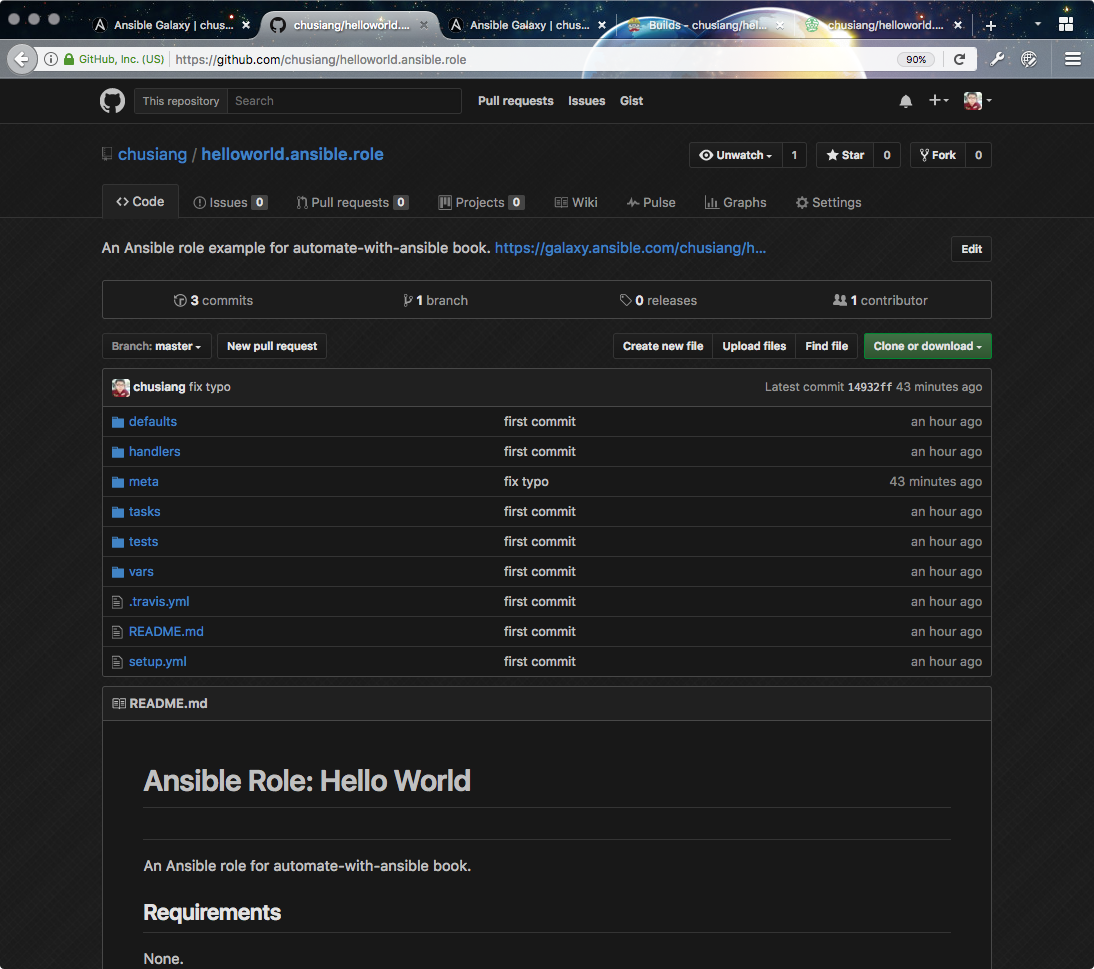 Ansible Galaxy | chus... chusiang/helloworld.... Ansible Galaxy | chus... Builds - chusiang/hel... chusiang/helloworld....
GitHub, Inc. (US) https://github.com/chusiang/helloworld.ansible.role 90%
This repository Search Pull requests Issues Gist
chusiang / helloworld.ansible.role Unwatch 1 Star 0 Fork 0
Code Issues 0 Pull requests 0 Projects 0 Wiki Pulse Graphs Settings
An Ansible role example for automate-with-ansible book. https://galaxy.ansible.com/chusiang/h... Edit
3 commits 1 branch 0 releases 1 contributor
Branch: master New pull request Create new file Upload files Find file Clone or download
chusiang fix typo Latest commit 14932ff 43 minutes ago
defaults first commit an hour ago
handlers first commit an hour ago
meta fix typo 43 minutes ago
tasks first commit an hour ago
tests first commit an hour ago
vars first commit an hour ago
.travis.yml first commit an hour ago
README.md first commit an hour ago
setup.yml first commit an hour ago
README.md
Ansible Role: Hello World
An Ansible role for automate-with-ansible book.
Requirements
None.